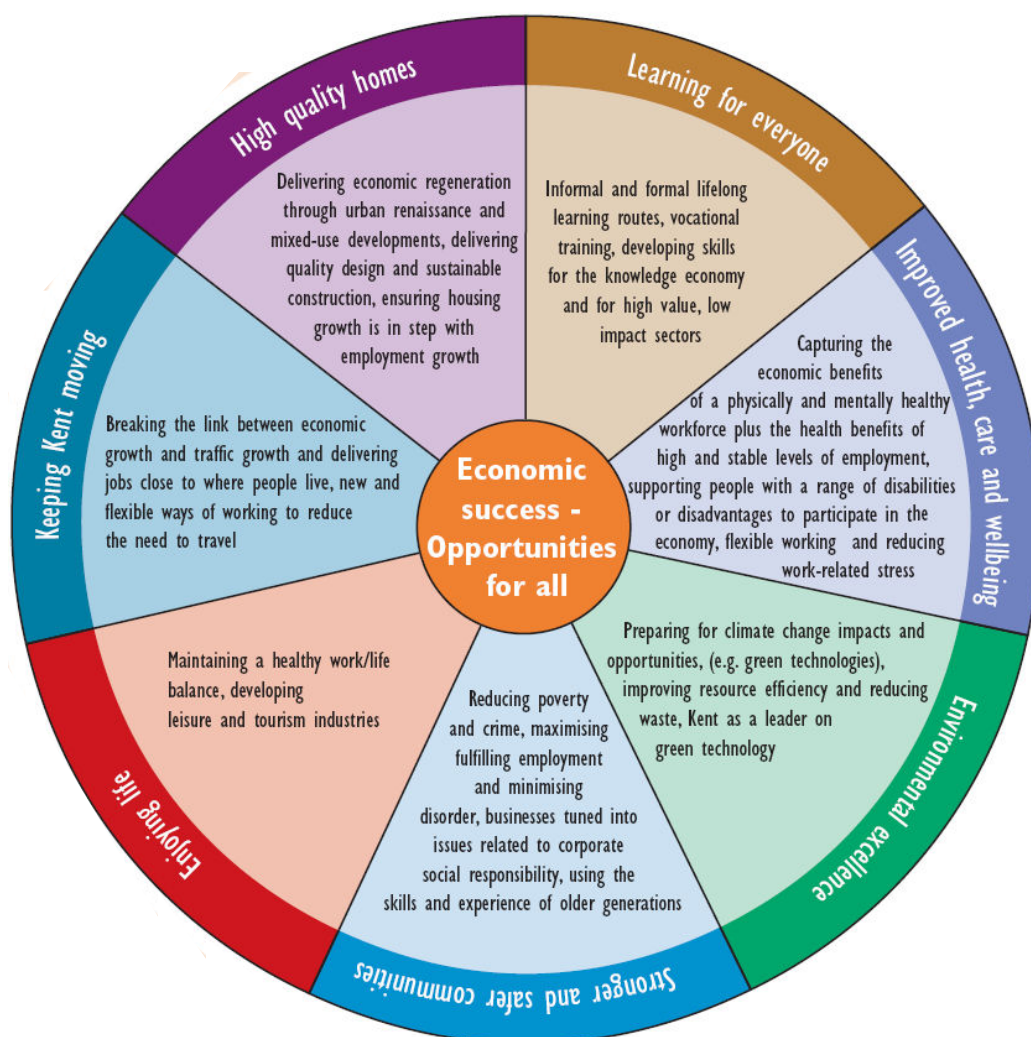 High quality homes
Delivering economic regeneration
through urban renaissance and
mixed-use developments, delivering
quality design and sustainable
construction, ensuring housing
growth is in step with
employment growth
Learning for everyone
Informal and formal lifelong
learning routes, vocational
training, developing skills
for the knowledge economy
and for high value, low
impact sectors
Improved health, care and wellbeing
Capturing the
economic benefits
of a physically and mentally healthy
workforce plus the health benefits of
high and stable levels of employment,
supporting people with a range of disabilities
or disadvantages to participate in the
economy, flexible working and reducing
work-related stress
Environmental excellence
Preparing for climate change impacts and
opportunities, (e.g. green technologies),
improving resource efficiency and reducing
waste, Kent as a leader on
green technology
Stronger and safer communities
Reducing poverty
and crime, maximising
fulfilling employment
and minimising
disorder, businesses tuned into
issues related to corporate
social responsibility, using the
skills and experience of older generations
Enjoying life
Maintaining a healthy work/life
balance, developing
leisure and tourism industries
Keeping Kent moving
Breaking the link between economic
growth and traffic growth and delivering
jobs close to where people live, new and
flexible ways of working to reduce
the need to travel
Economic
success -
Opportunities
for all